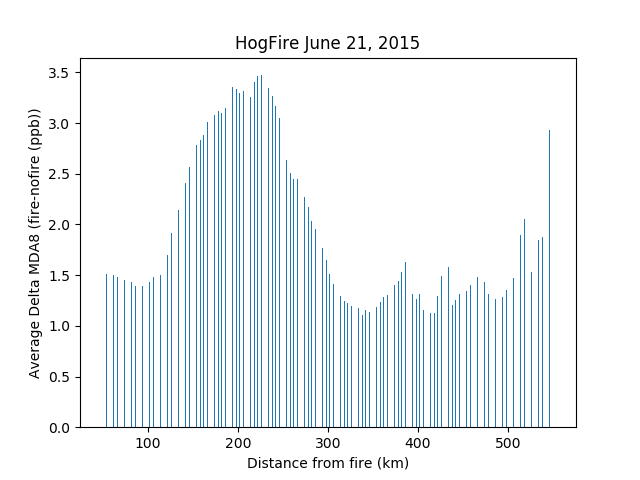 HogFire June 21, 2015
Average Delta MDA8 (fire-nofire (ppb))
3.5
3.0
2.5
2.0
1.5
1.0
0.5
0.0
100 200 300 400 500
Distance from fire (km)